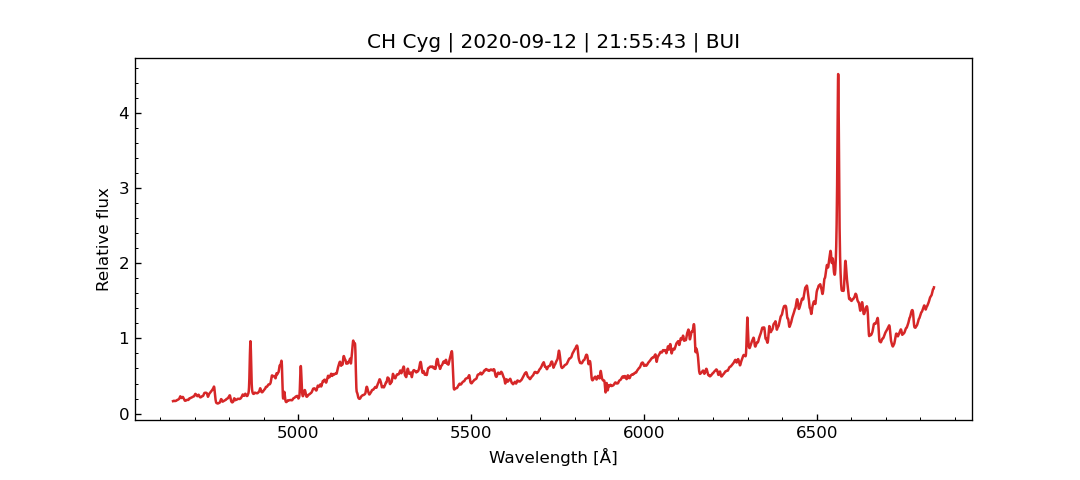 CH Cyg | 2020-09-12 | 21:55:43 | BUI
Relative flux
4
3
2
1
0
5000 5500 6000 6500
Wavelength [Å]